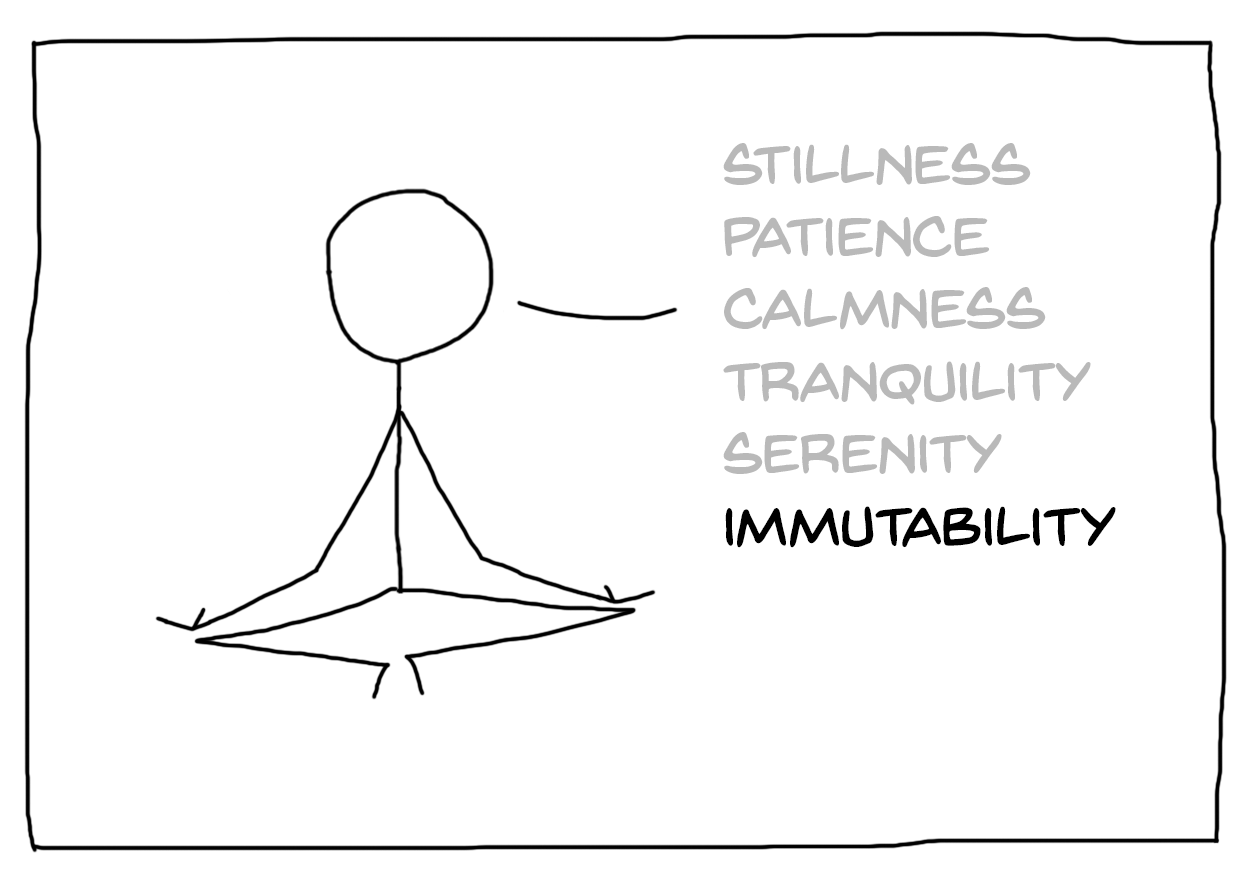 STILLNESS
PATIENCE
CALMNESS
TRANQUILITY
SERENITY
IMMUTABILITY